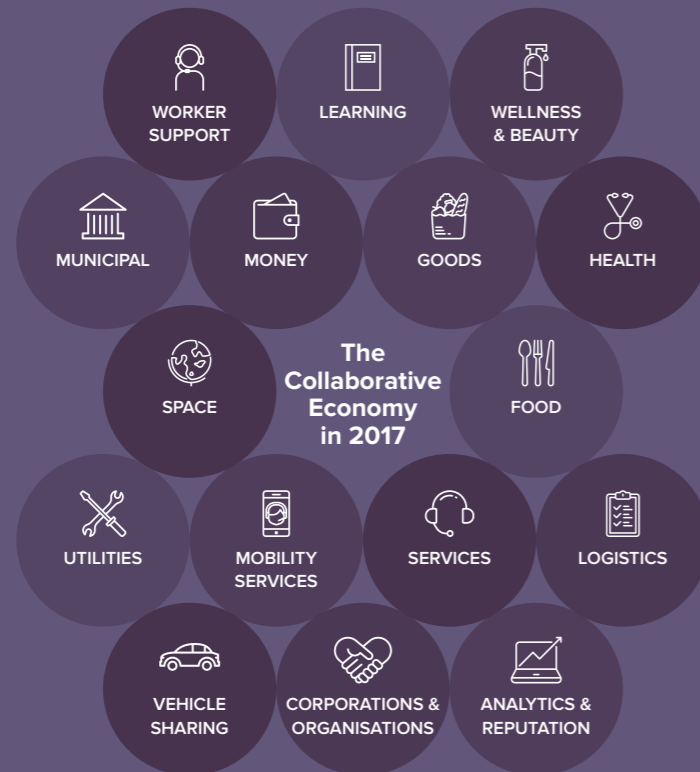 WORKER
SUPPORT
LEARNING
WELLNESS
& BEAUTY
MUNICIPAL
MONEY
GOODS
HEALTH
SPACE
The
Collaborative
Economy
in 2017
FOOD
UTILITIES
MOBILITY
SERVICES
SERVICES
LOGISTICS
VEHICLE
SHARING
CORPORATIONS &
ORGANISATIONS
ANALYTICS &
REPUTATION